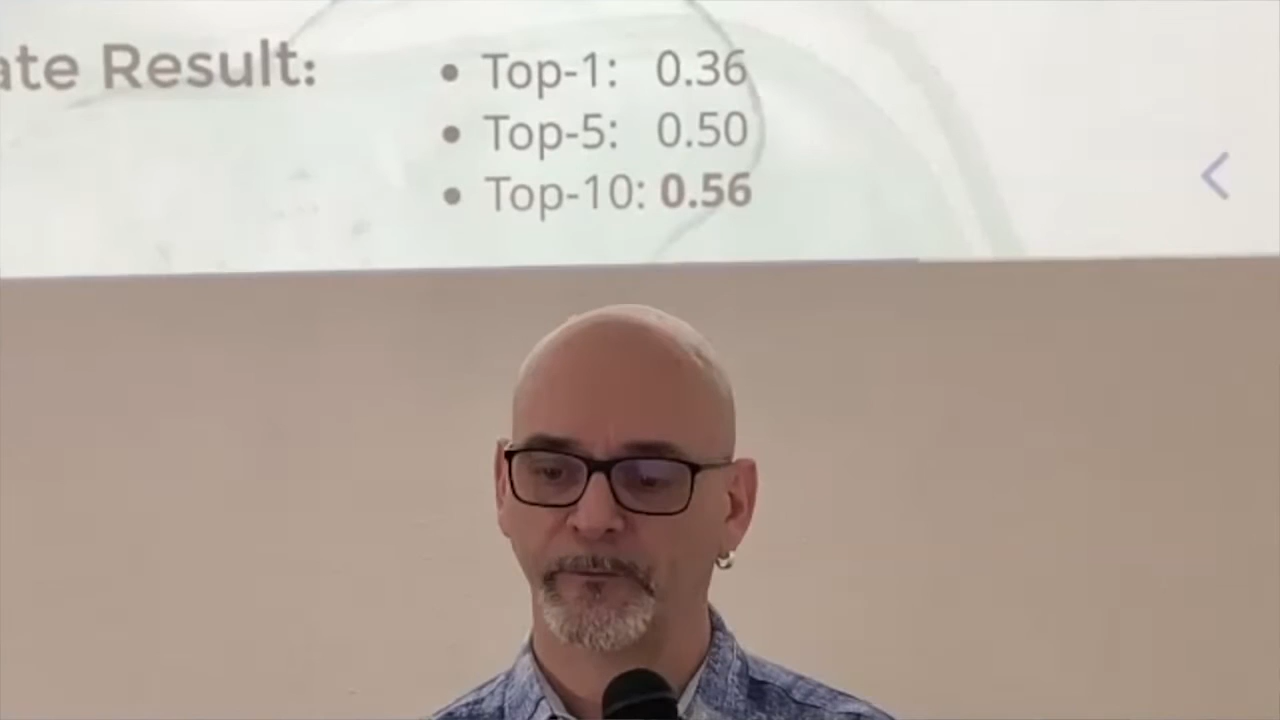 ate Result:
• Top-1: 0.36
• Top-5: 0.50
• Top-10: 0.56